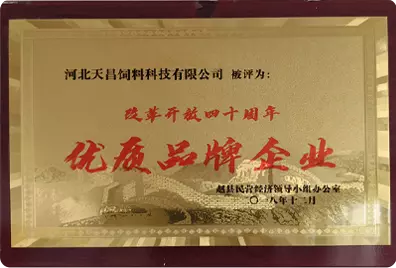 河北天昌饲料科技有限公司 被评为：
改革开放四十周年
优质品牌企业
赵县民营经济领导小组办公室
二〇一八年十二月